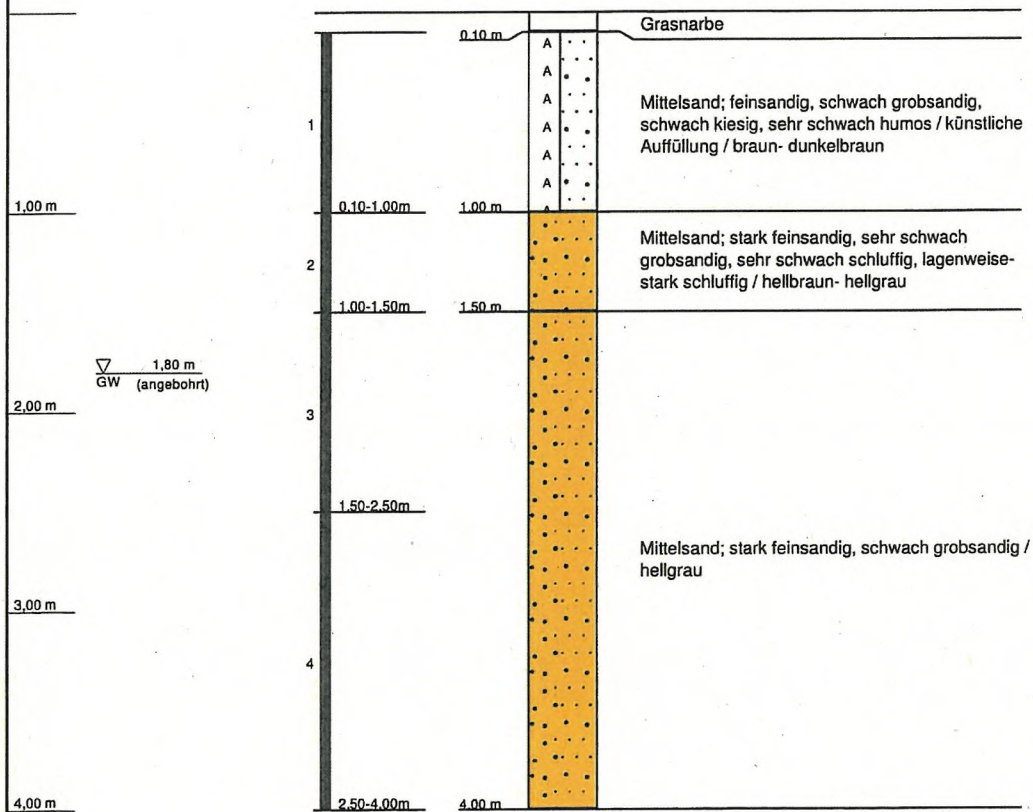 Grasnarbe
0.10 m
A
A
A
A
A
A
A
1
Mittelsand; feinsandig, schwach grobsandig,
schwach kiesig, sehr schwach humos / künstliche
Auffüllung / braun- dunkelbraun
1,00 m
0.10-1.00m
1.00 m
2
Mittelsand; stark feinsandig, sehr schwach
grobsandig, sehr schwach schluffig, lagenweise-
stark schluffig / hellbraun- hellgrau
1.00-1.50m
1.50 m
1,80 m
GW (angebohrt)
2,00 m
3
1.50-2.50m
Mittelsand; stark feinsandig, schwach grobsandig /
hellgrau
3,00 m
4
4,00 m
2.50-4.00m
4.00 m